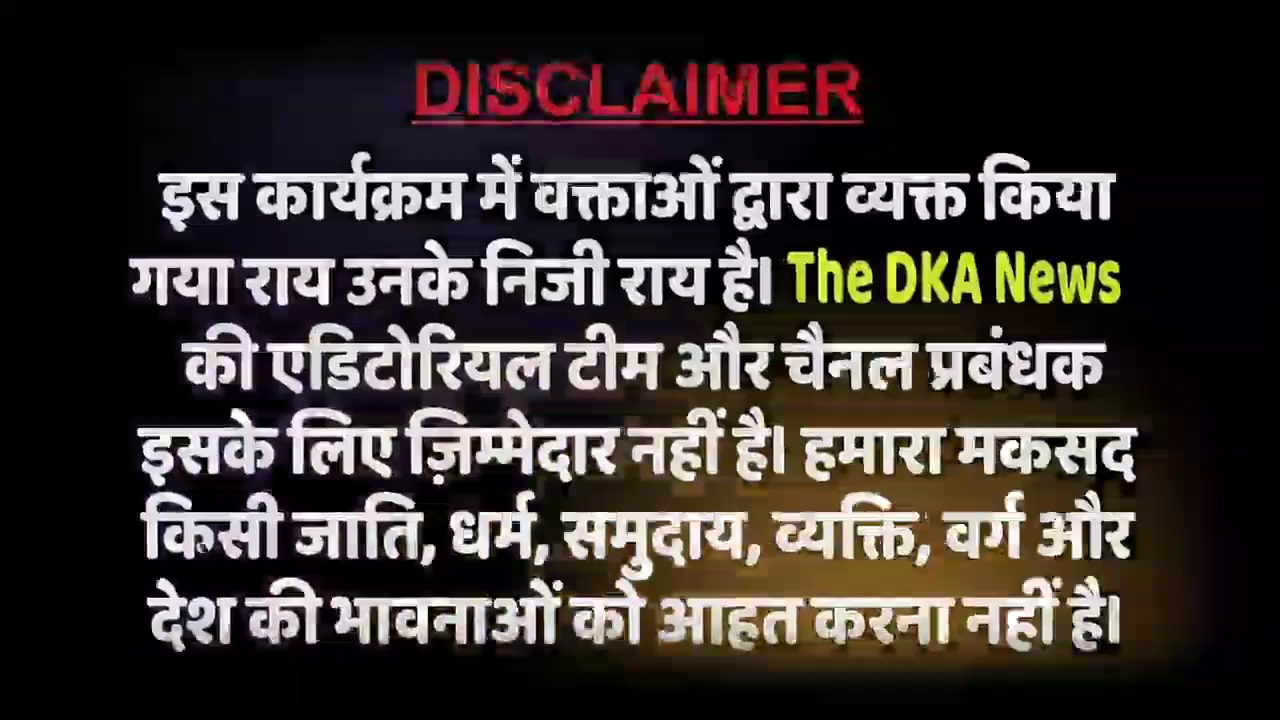 DISCLAIMER
इस कार्यक्रम में वक्ताओं द्वारा व्यक्त किया
गया राय उनके निजी राय है। The DKA News
की एडिटोरियल टीम और चैनल प्रबंधक
इसके लिए ज़िम्मेदार नहीं है। हमारा मकसद
किसी जाति, धर्म, समुदाय, व्यक्ति, वर्ग और
देश की भावनाओं को आहत करना नहीं है।